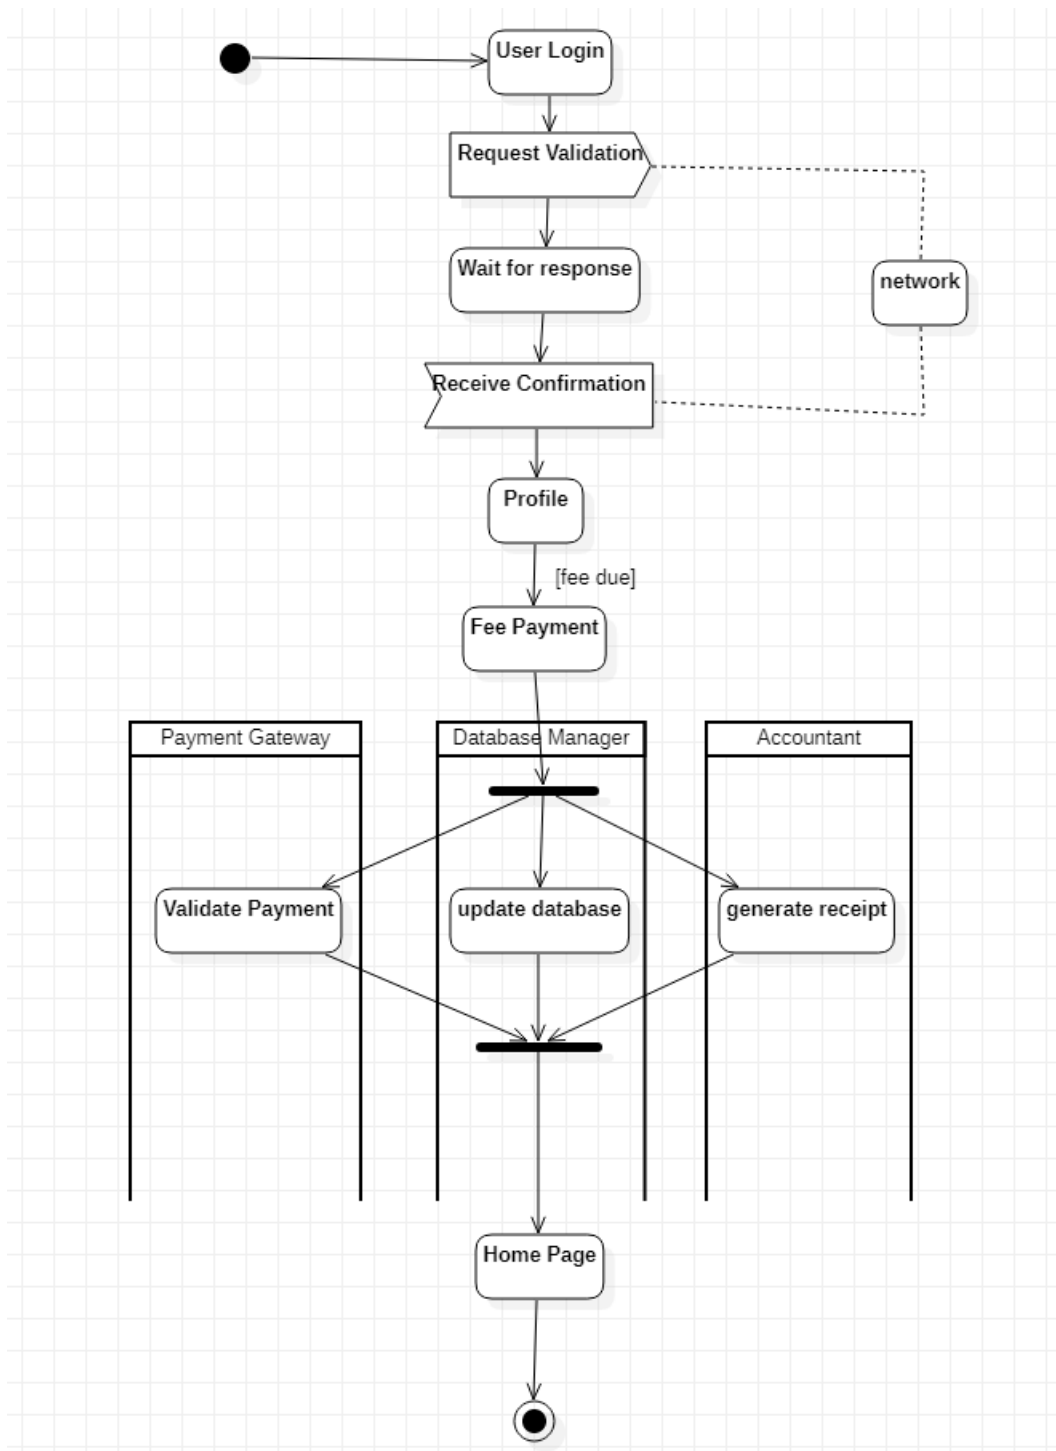 User Login
Request Validation
Wait for response
network
Receive Confirmation
Profile
[fee due]
Fee Payment
Payment Gateway
Database Manager
Accountant
Validate Payment
update database
generate receipt
Home Page